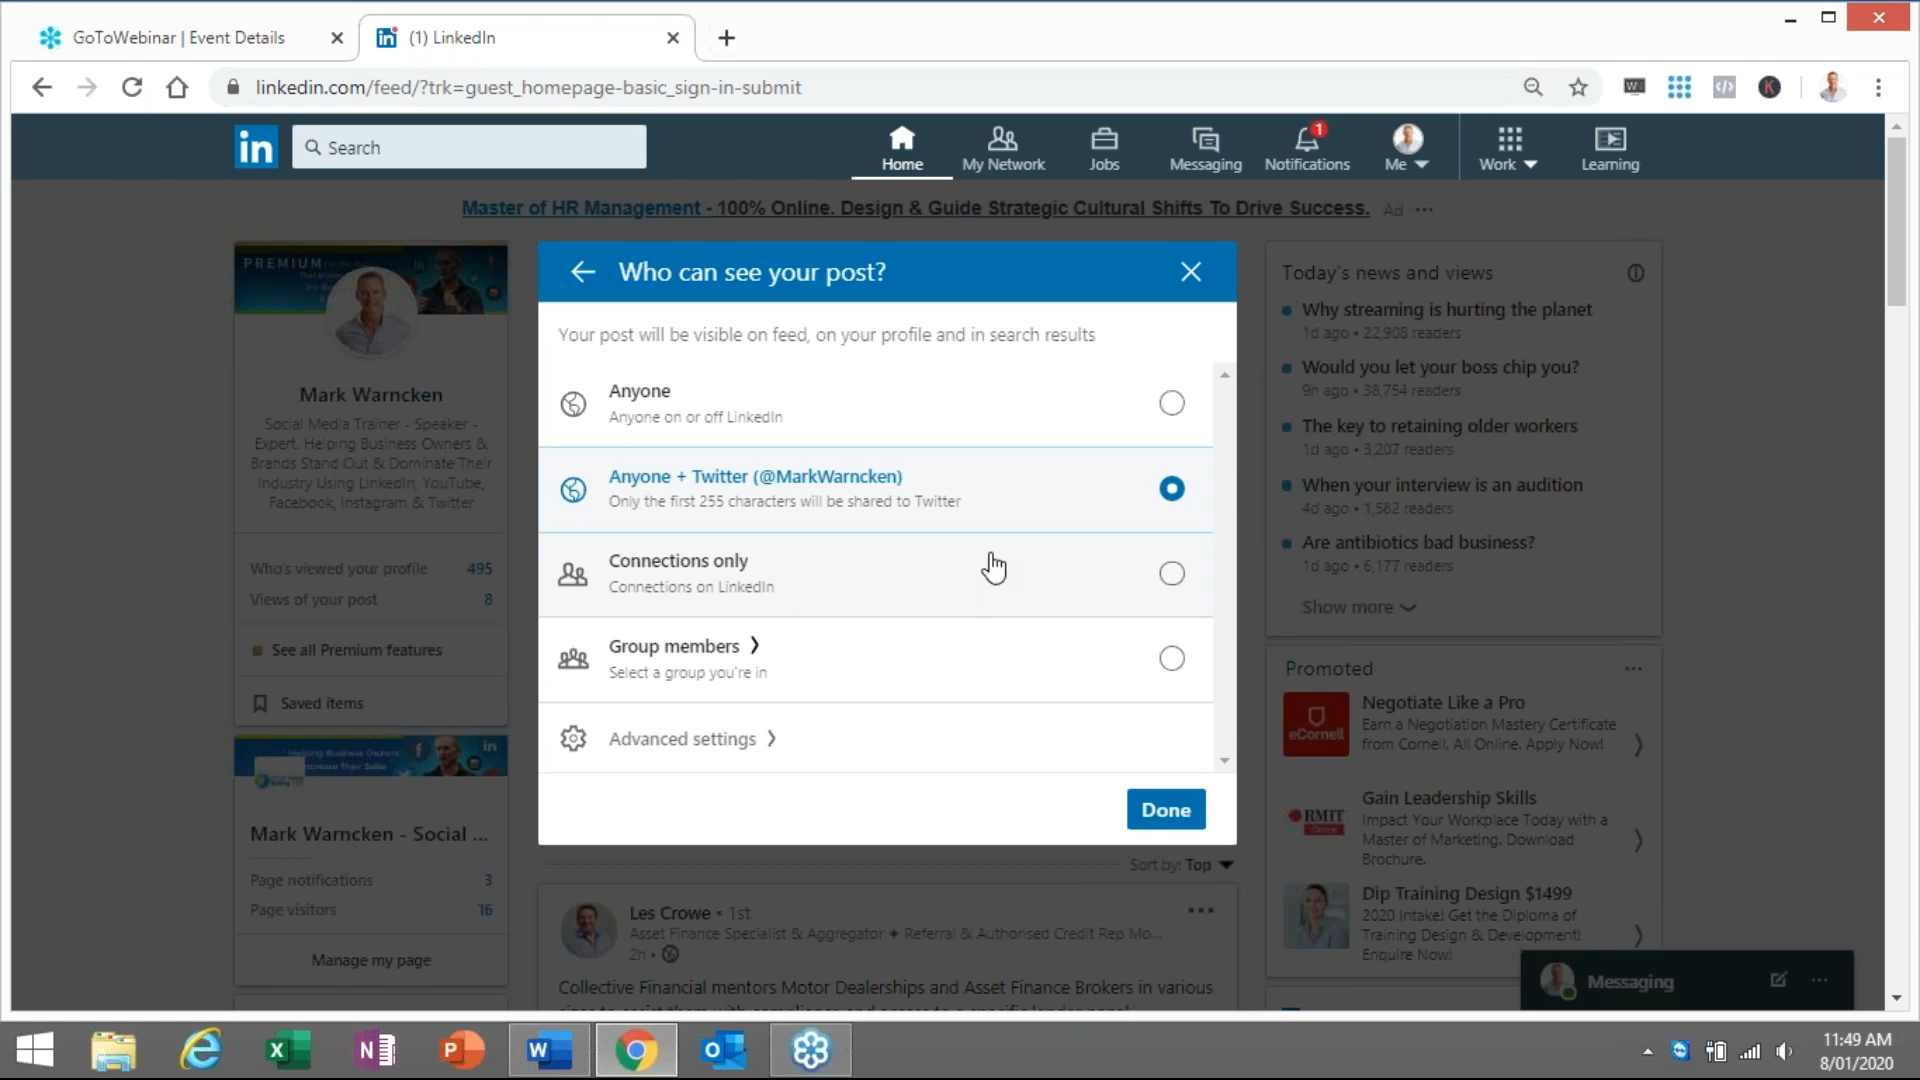 GoToWebinar | Event Details
(1) LinkedIn
linkedin.com/feed/?trk=guest_homepage-basic_sign-in-submit
in
Search
Home
My Network
Jobs
Messaging
1
Notifications
Me
Work
Learning
Master of HR Management - 100% Online. Design & Guide Strategic Cultural Shifts To Drive Success.
Ad
PREMIUM
Mark Warncken
Social Media Trainer - Speaker -
Expert. Helping Business Owners &
Brands Stand Out & Dominate Their
Industry Using LinkedIn, YouTube,
Facebook, Instagram & Twitter
Who's viewed your profile 495
Views of your post 8
See all Premium features
Saved items
Helping Business Owners
Increase Their Sales
Mark Warncken - Social ...
Page notifications 3
Page visitors 16
Manage my page
Who can see your post?
Your post will be visible on feed, on your profile and in search results
Anyone
Anyone on or off LinkedIn
Anyone + Twitter (@MarkWarncken)
Only the first 255 characters will be shared to Twitter
Connections only
Connections on LinkedIn
Group members
Select a group you're in
Advanced settings
Done
Sort by: Top
Les Crowe • 1st
Asset Finance Specialist & Aggregator ✦ Referral & Authorised Credit Rep Mo...
2h •
Collective Financial mentors Motor Dealerships and Asset Finance Brokers in various
Today's news and views
Why streaming is hurting the planet
1d ago • 22,908 readers
Would you let your boss chip you?
9h ago • 38,754 readers
The key to retaining older workers
1d ago • 3,207 readers
When your interview is an audition
4d ago • 1,582 readers
Are antibiotics bad business?
1d ago • 6,177 readers
Show more
Promoted
eCornell
Negotiate Like a Pro
Earn a Negotiation Mastery Certificate
from Cornell. All Online. Apply Now!
RMIT
Gain Leadership Skills
Impact Your Workplace Today with a
Master of Marketing. Download
Brochure.
Dip Training Design $1499
2020 Intake! Get the Diploma of
Training Design & Development!
Enquire Now!
Messaging
11:49 AM
8/01/2020